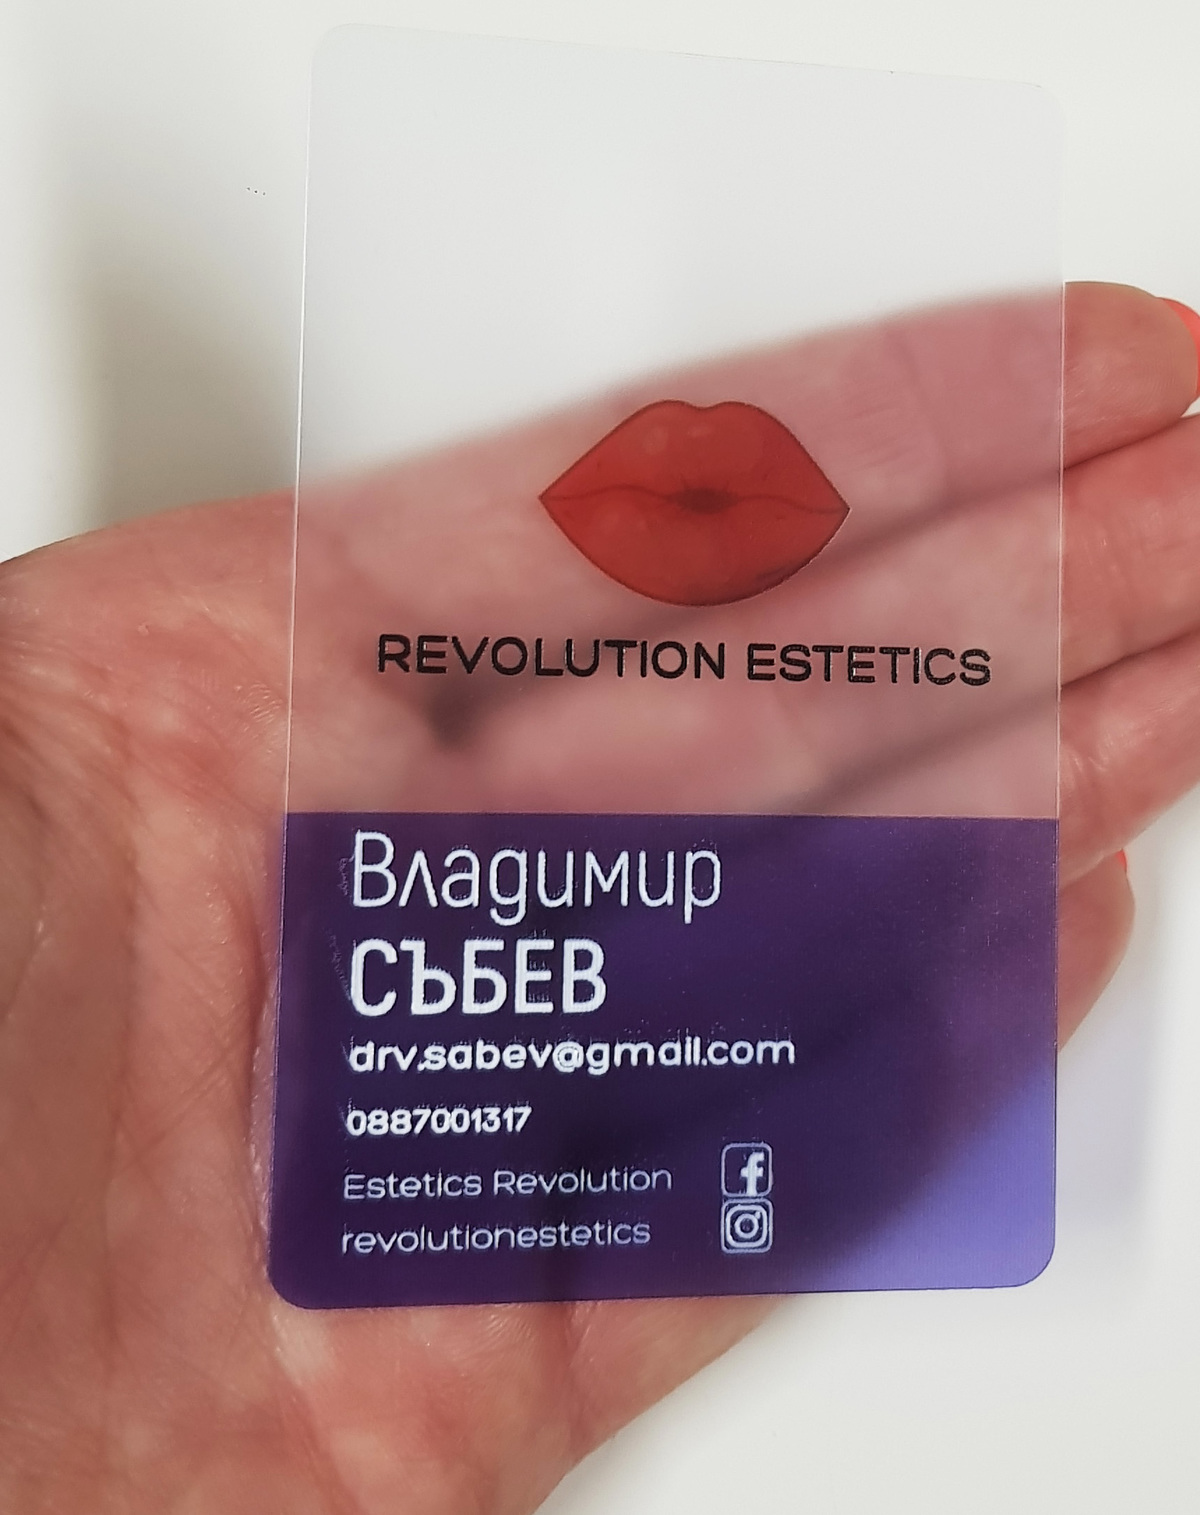 REVOLUTION ESTETICS
Владимир
СЪБЕВ
drv.sabev@gmail.com
0887001317
Estetics Revolution
revolutionestetics